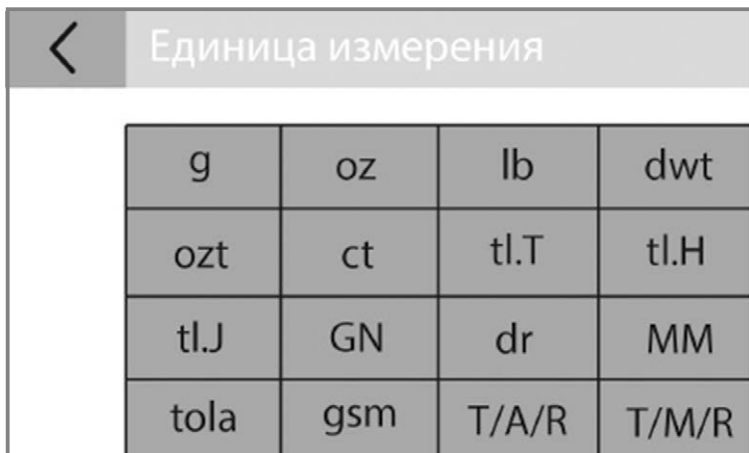 Единица измерения
g oz lb dwt
ozt ct tl.T tl.H
tl.J GN dr MM
tola gsm T/A/R T/M/R